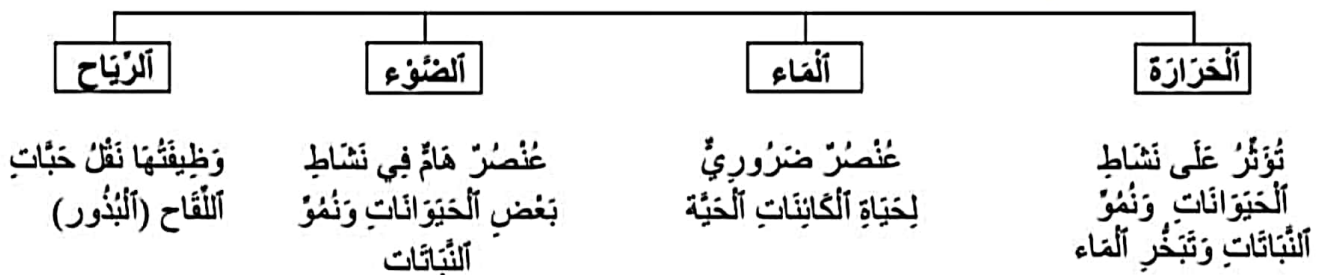 ٱلْحَرَارَة
تُؤَثِّرُ عَلَى نَشَاطِ
ٱلْحَيَوَانَاتِ وَنُمُوِّ
ٱلنَّبَاتَاتِ وَتَبَخُّرِ ٱلْمَاء
ٱلْمَاء
عُنْصُرٌ ضَرُورِيٌّ
لِحَيَاةِ ٱلْكَائِنَاتِ ٱلْحَيَّة
ٱلضَّوْء
عُنْصُرٌ هَامٌّ فِي نَشَاطِ
بَعْضِ ٱلْحَيَوَانَاتِ وَنُمُوِّ
ٱلنَّبَاتَات
ٱلرِّيَاح
وَظِيفَتُهَا نَقْلُ حَبَّاتِ
ٱللِّقَاح (ٱلْبُذُور)